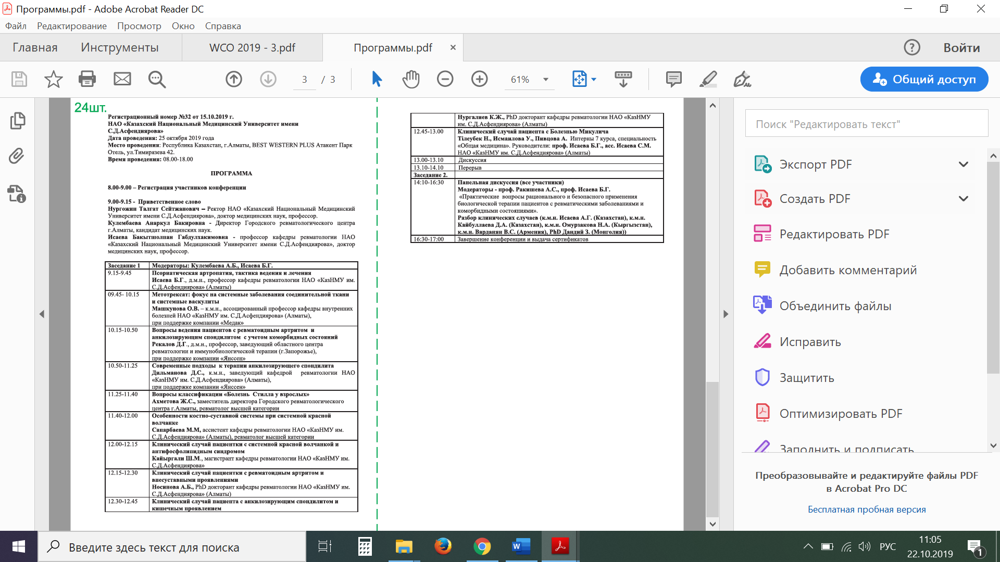 Программы.pdf - Adobe Acrobat Reader DC
Файл Редактирование Просмотр Окно Справка
Главная Инструменты WCO 2019 - 3.pdf Программы.pdf × ? Войти
3 / 3 61% Общий доступ
24шт.
Регистрационный номер №32 от 15.10.2019 г.
НАО «Казахский Национальный Медицинский Университет имени
С.Д.Асфендиярова»
Дата проведения: 25 октября 2019 года
Место проведения: Республика Казахстан, г.Алматы, BEST WESTERN PLUS Атакент Парк
Отель, ул.Тимирязева 42.
Время проведения: 08.00-18.00
ПРОГРАММА
8.00-9.00 – Регистрация участников конференции
9.00-9.15 - Приветственное слово
Нургожин Талгат Сейтжанович – Ректор НАО «Казахский Национальный Медицинский
Университет имени С.Д.Асфендиярова», доктор медицинских наук, профессор.
Кулембаева Анаркул Бакировна - Директор Городского ревматологического центра
г.Алматы, кандидат медицинских наук.
Исаева Бакытшолпан Габдулхакимовна - профессор кафедры ревматологии НАО
«Казахский Национальный Медицинский Университет имени С.Д.Асфендиярова», доктор
медицинских наук, профессор.
Заседание 1 Модераторы: Кулембаева А.Б., Исаева Б.Г.
9.15-9.45 Псориатическая артропатия, тактика ведения и лечения
Исаева Б.Г., д.м.н., профессор кафедры ревматологии НАО «КазНМУ им.
С.Д.Асфендиярова» (Алматы)
09.45- 10.15 Метотрексат: фокус на системные заболевания соединительной ткани
и системные васкулиты
Машкунова О.В. – к.м.н., ассоцированный профессор кафедры внутренних
болезней НАО «КазНМУ им. С.Д.Асфендиярова» (Алматы),
при поддержке компании «Медак»
10.15-10.50 Вопросы ведения пациентов с ревматоидным артритом и
анкилозирующим спондилитом с учетом коморбидных состояний
Рекалов Д.Г., д.м.н., профессор, заведующий областного центра
ревматологии и иммунобиологической терапии (г.Запорожье),
при поддержке компании «Янссен»
10.50-11.25 Современные подходы к терапии анкилозирующего спондилита
Дильманова Д.С., к.м.н., заведующий кафедрой ревматологии НАО
«КазНМУ им. С.Д.Асфендиярова» (Алматы),
при поддержке компании «Янссен»
11.25-11.40 Вопросы классификации «Болезнь Стилла у взрослых»
Ахметова Ж.С., заместитель директора Городского ревматологического
центра г.Алматы, ревматолог высшей категории
11.40-12.00 Особенности костно-суставной системы при системной красной
волчанке
Сапарбаева М.М, ассистент кафедры ревматологии НАО «КазНМУ им.
С.Д.Асфендиярова» (Алматы), ревматолог высшей категории
12.00-12.15 Клинический случай пациентки с системной красной волчанкой и
антифосфолипидным синдромом
Кайыргали Ш.М., магистрант кафедры ревматологии НАО «КазНМУ им.
С.Д.Асфендиярова»
12.15-12.30 Клинический случай пациентки с ревматоидным артритом и
внесуставными проявлениями
Носинова А.Б., PhD докторант кафедры ревматологии НАО «КазНМУ им.
С.Д.Асфендиярова» (Алматы)
12.30-12.45 Клинический случай пациента с анкилозирующим спондилитом и
кишечным проявлением
Нургалиев К.Ж., PhD докторант кафедры ревматологии НАО «КазНМУ
им. С.Д.Асфендиярова» (Алматы)
12.45-13.00 Клинический случай пациента с Болезнью Микулича
Тілеубек Н., Исмаилова У., Пивцова А. Интерны 7 курса, специальность
«Общая медицина». Руководители: проф. Исаева Б.Г., асс. Исаева С.М.
НАО «КазНМУ им. С.Д.Асфендиярова» (Алматы)
13.00-13.10 Дискуссия
13.10-14.10 Перерыв
Заседание 2.
14:10-16:30 Панельная дискуссия (все участники)
Модераторы - проф. Ракишева А.С., проф. Исаева Б.Г.
«Практические вопросы рационального и безопасного применения
биологической терапии пациентов с ревматическими заболеваниями и
коморбидными состояниями».
Разбор клинических случаев (к.м.н. Исаева А.Г. (Казахстан), к.м.н.
Кайбуллаева Д.А. (Казахстан), к.м.н. Омурзакова Н.А. (Кыргызстан),
к.м.н. Варданян В.С. (Армения), PhD Дандий З. (Монголия))
16:30-17:00 Завершение конференции и выдача сертификатов
Поиск "Редактировать текст"
Экспорт PDF
Создать PDF
Редактировать PDF
Добавить комментарий
Объединить файлы
Исправить
Защитить
Оптимизировать PDF
Заполнить и подписать
Преобразовывайте и редактируйте файлы PDF
в Acrobat Pro DC
Бесплатная пробная версия
Введите здесь текст для поиска
РУС
11:05
22.10.2019
1